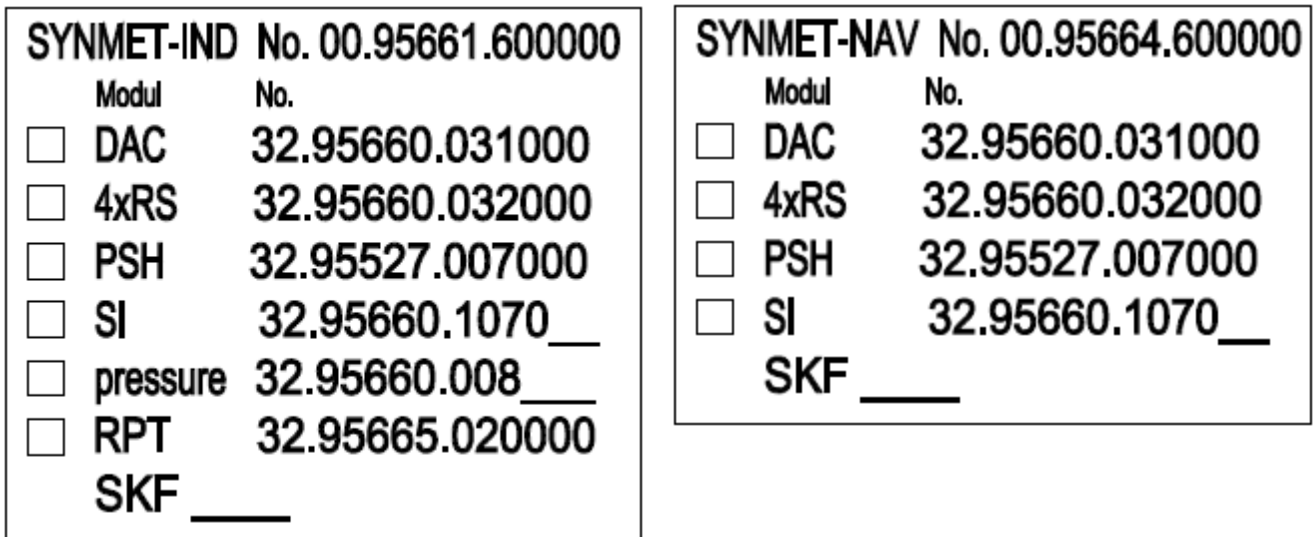 SYNMET-IND No. 00.95661.600000
Modul No.
DAC 32.95660.031000
4xRS 32.95660.032000
PSH 32.95527.007000
SI 32.95660.1070__
pressure 32.95660.008___
RPT 32.95665.020000
SKF ____
SYNMET-NAV No. 00.95664.600000
Modul No.
DAC 32.95660.031000
4xRS 32.95660.032000
PSH 32.95527.007000
SI 32.95660.1070__
SKF ____